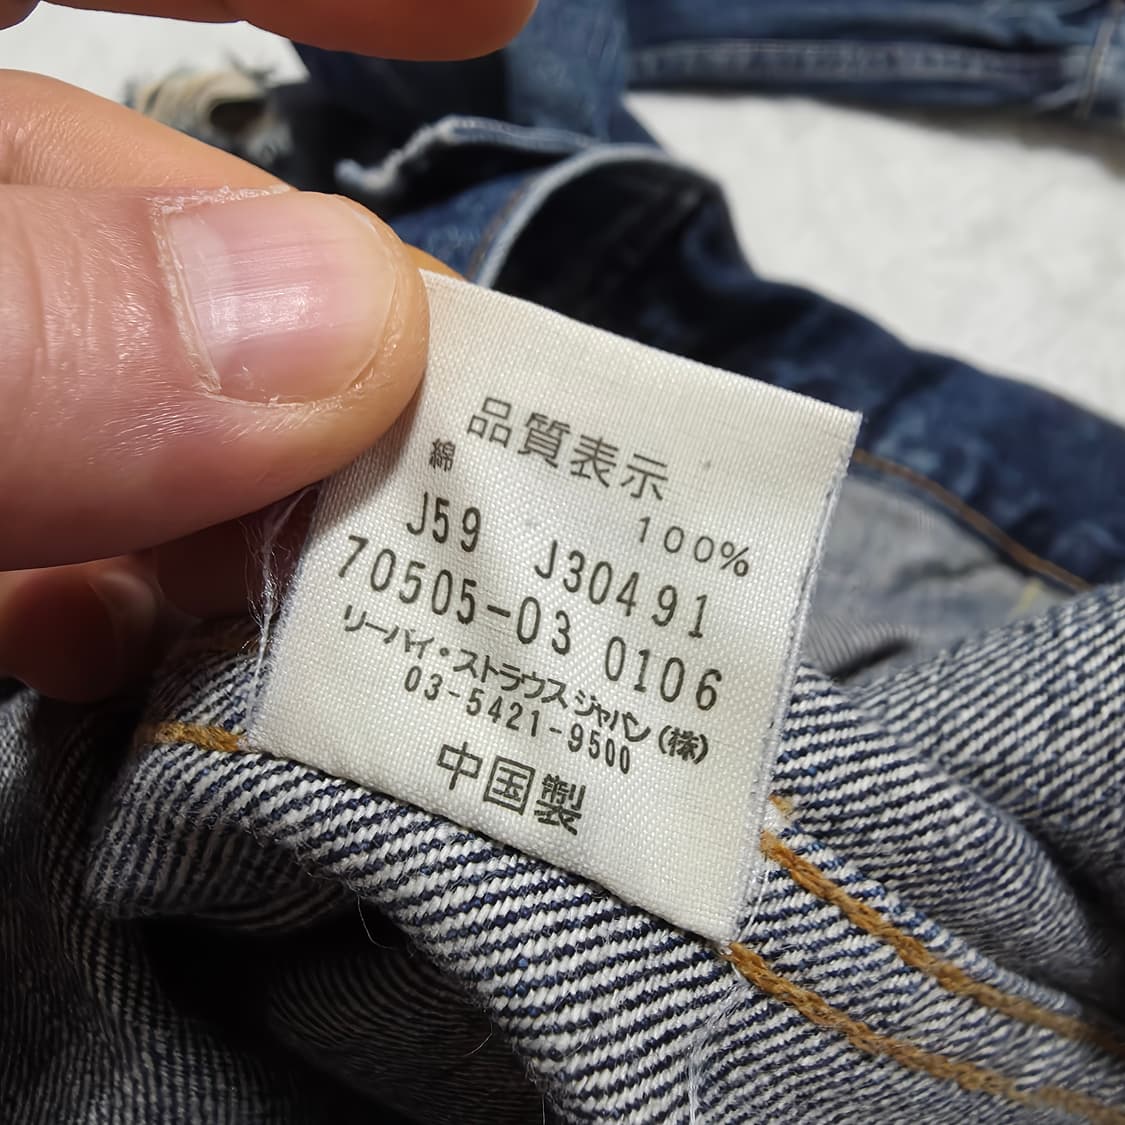 品質表示
綿 100%
J59 J30491
70505-03 0106
リーバイ・ストラウス ジャパン(株)
03-5421-9500
中国製